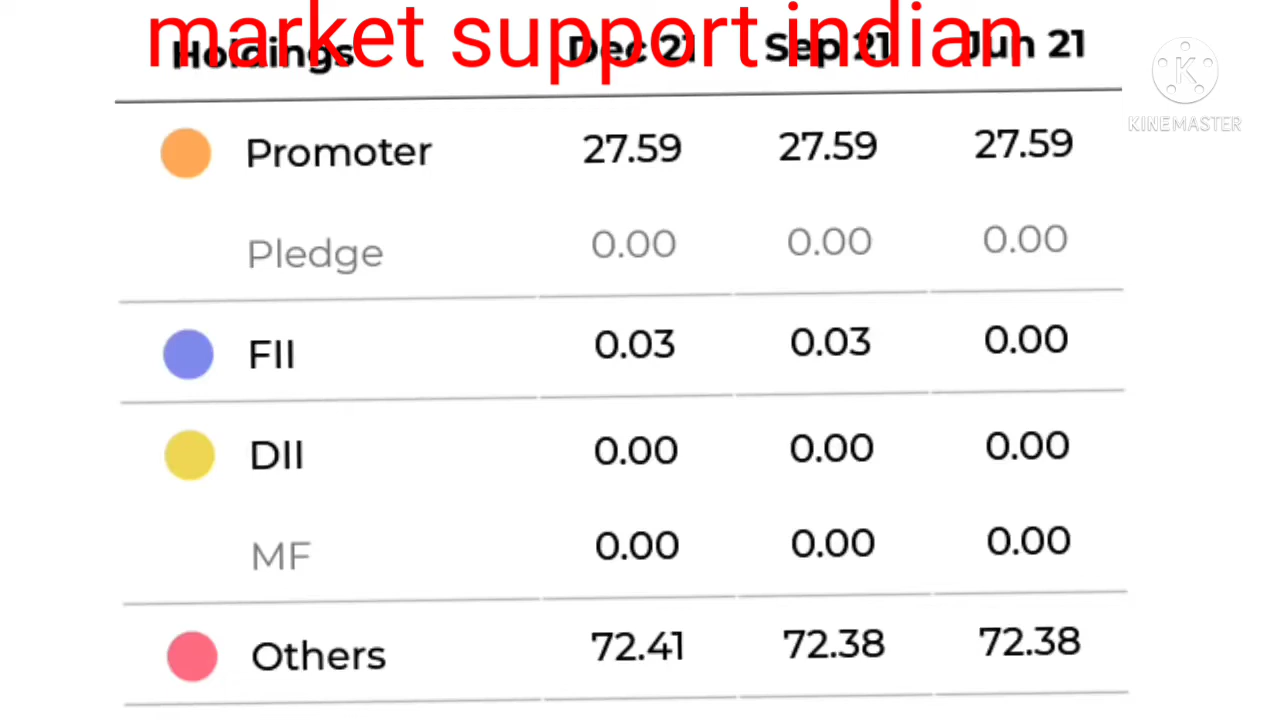 market support indian
Holdings Dec 21 Sep 21 Jun 21
KINEMASTER
Promoter 27.59 27.59 27.59
Pledge 0.00 0.00 0.00
FII 0.03 0.03 0.00
DII 0.00 0.00 0.00
MF 0.00 0.00 0.00
Others 72.41 72.38 72.38